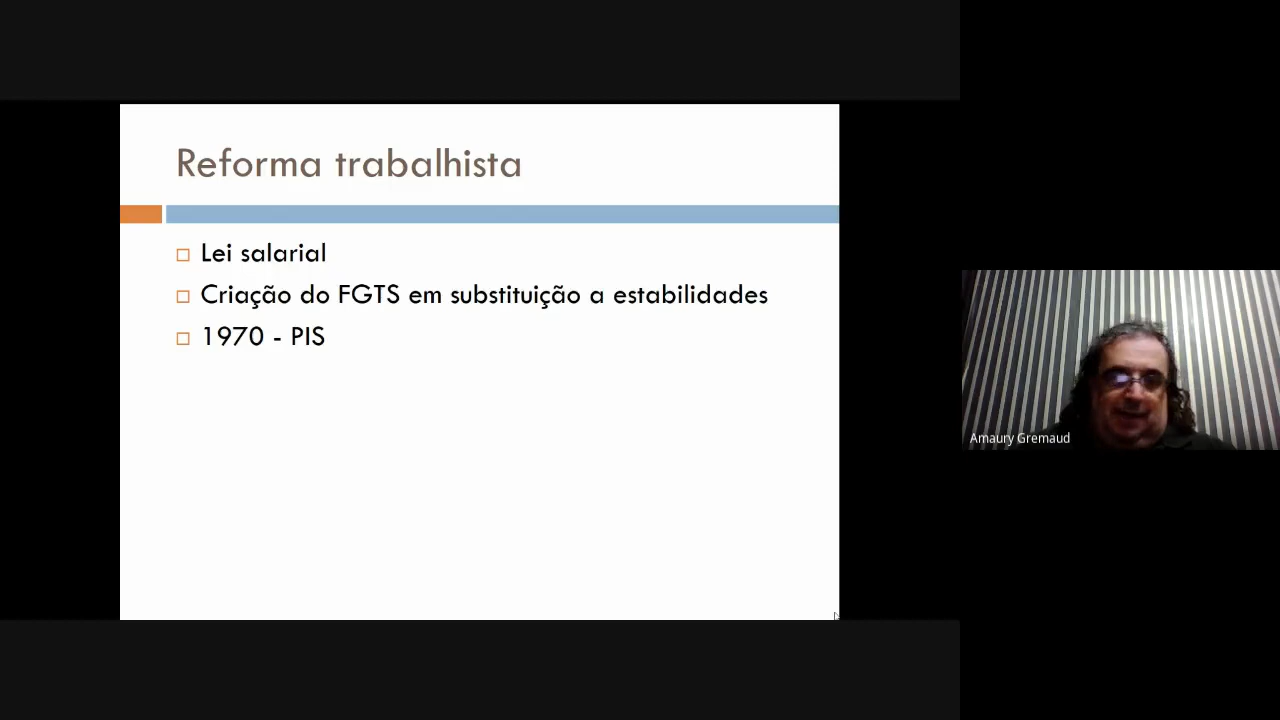 Reforma trabalhista
Lei salarial
Criação do FGTS em substituição a estabilidades
1970 - PIS
Amaury Gremaud